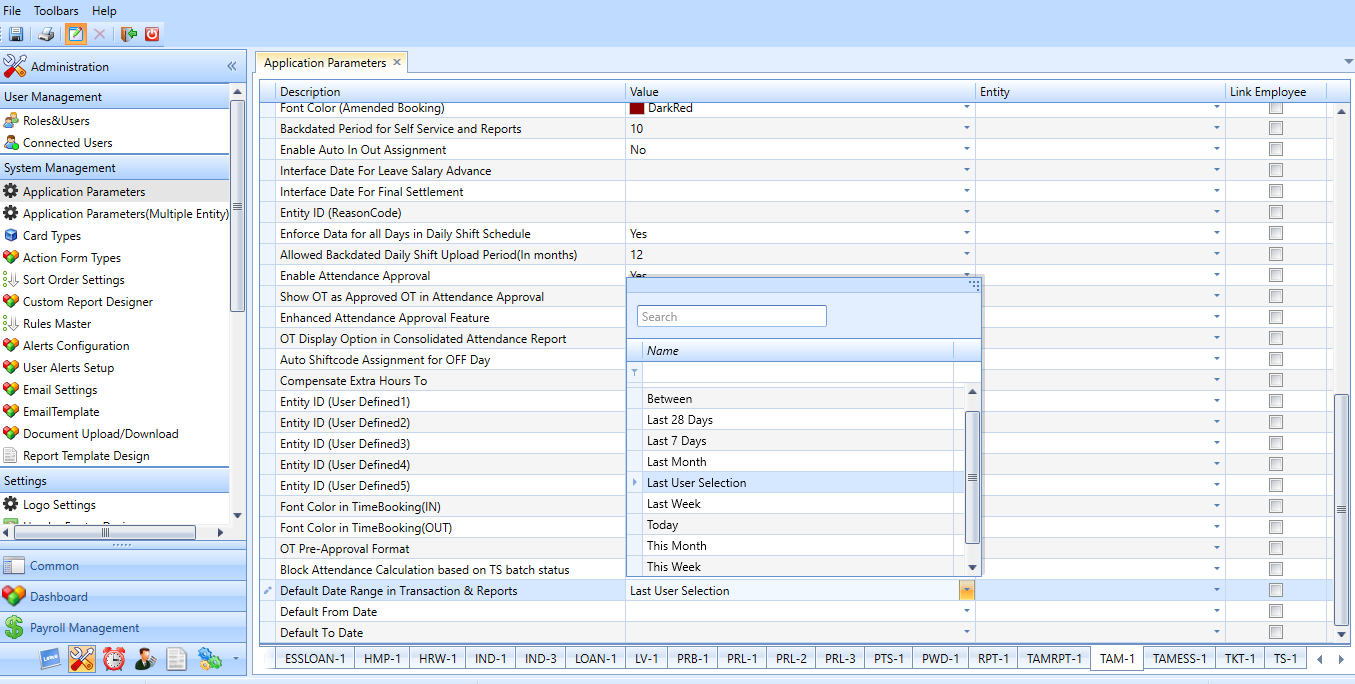 File Toolbars Help
Administration
User Management
Roles&Users
Connected Users
System Management
Application Parameters
Application Parameters(Multiple Entity)
Card Types
Action Form Types
Sort Order Settings
Custom Report Designer
Rules Master
Alerts Configuration
User Alerts Setup
Email Settings
EmailTemplate
Document Upload/Download
Report Template Design
Settings
Logo Settings
Common
Dashboard
Payroll Management
Application Parameters
Description Value Entity Link Employee
Font Color (Amended Booking) DarkRed
Backdated Period for Self Service and Reports 10
Enable Auto In Out Assignment No
Interface Date For Leave Salary Advance
Interface Date For Final Settlement
Entity ID (ReasonCode)
Enforce Data for all Days in Daily Shift Schedule Yes
Allowed Backdated Daily Shift Upload Period(In months) 12
Enable Attendance Approval Yes
Show OT as Approved OT in Attendance Approval
Enhanced Attendance Approval Feature
OT Display Option in Consolidated Attendance Report
Auto Shiftcode Assignment for OFF Day
Compensate Extra Hours To
Entity ID (User Defined1)
Entity ID (User Defined2)
Entity ID (User Defined3)
Entity ID (User Defined4)
Entity ID (User Defined5)
Font Color in TimeBooking(IN)
Font Color in TimeBooking(OUT)
OT Pre-Approval Format
Block Attendance Calculation based on TS batch status
Default Date Range in Transaction & Reports Last User Selection
Default From Date
Default To Date
Search
Name
Between
Last 28 Days
Last 7 Days
Last Month
Last User Selection
Last Week
Today
This Month
This Week
ESSLOAN-1 HMP-1 HRW-1 IND-1 IND-3 LOAN-1 LV-1 PRB-1 PRL-1 PRL-2 PRL-3 PTS-1 PWD-1 RPT-1 TAMRPT-1 TAM-1 TAMESS-1 TKT-1 TS-1